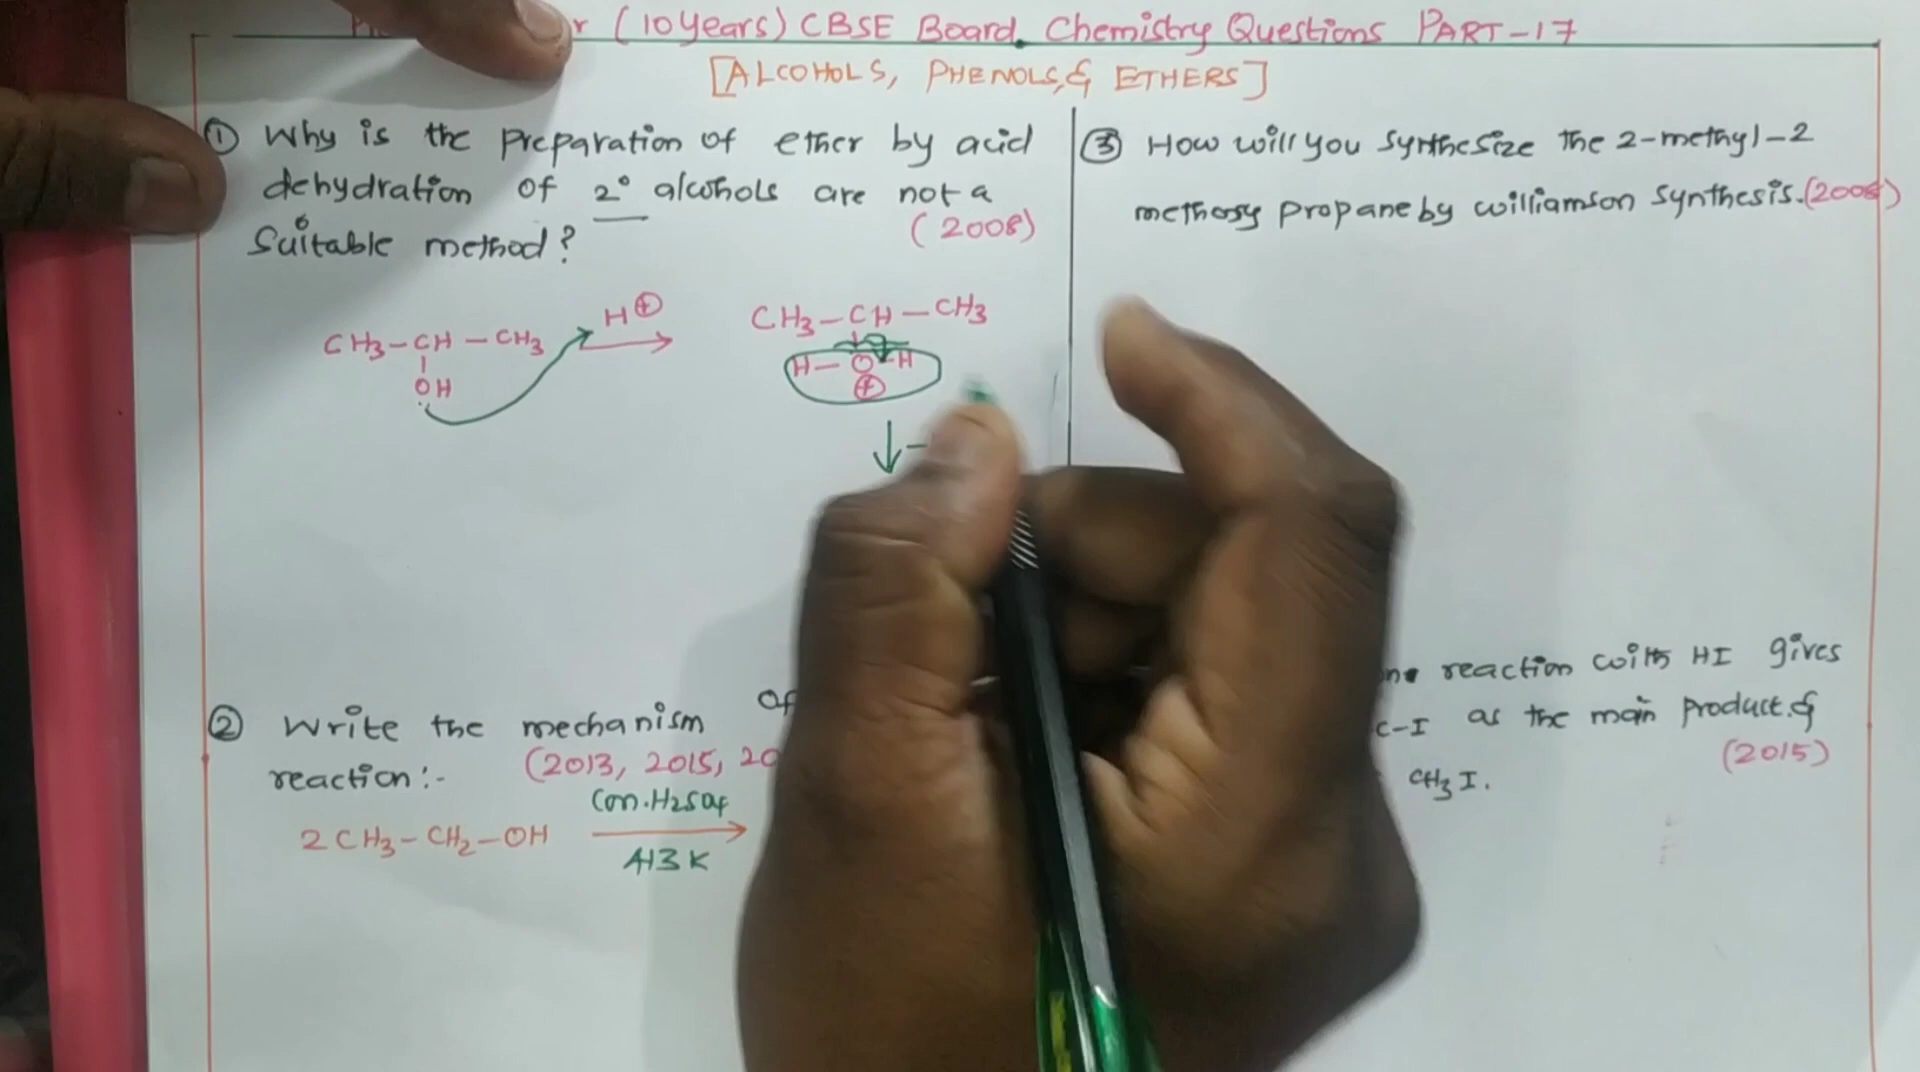 (10 Years) CBSE Board Chemistry Questions PART-17
[ALCOHOLS, PHENOLS, & ETHERS]
① Why is the preparation of ether by acid
dehydration of 2° alcohols are not a
Suitable method?
(2008)
CH3-CH-CH3
OH
H⊕
CH3-CH-CH3
H-O-H
⊕
② Write the mechanism of
reaction:- (2013, 2015, 20
2CH3-CH2-OH
Con.H2SO4
413K
③ How will you synthesize the 2-methyl-2
methoxy propane by williamson synthesis.
reaction with HI gives
C-I as the main product &
(2015)
CH3I.